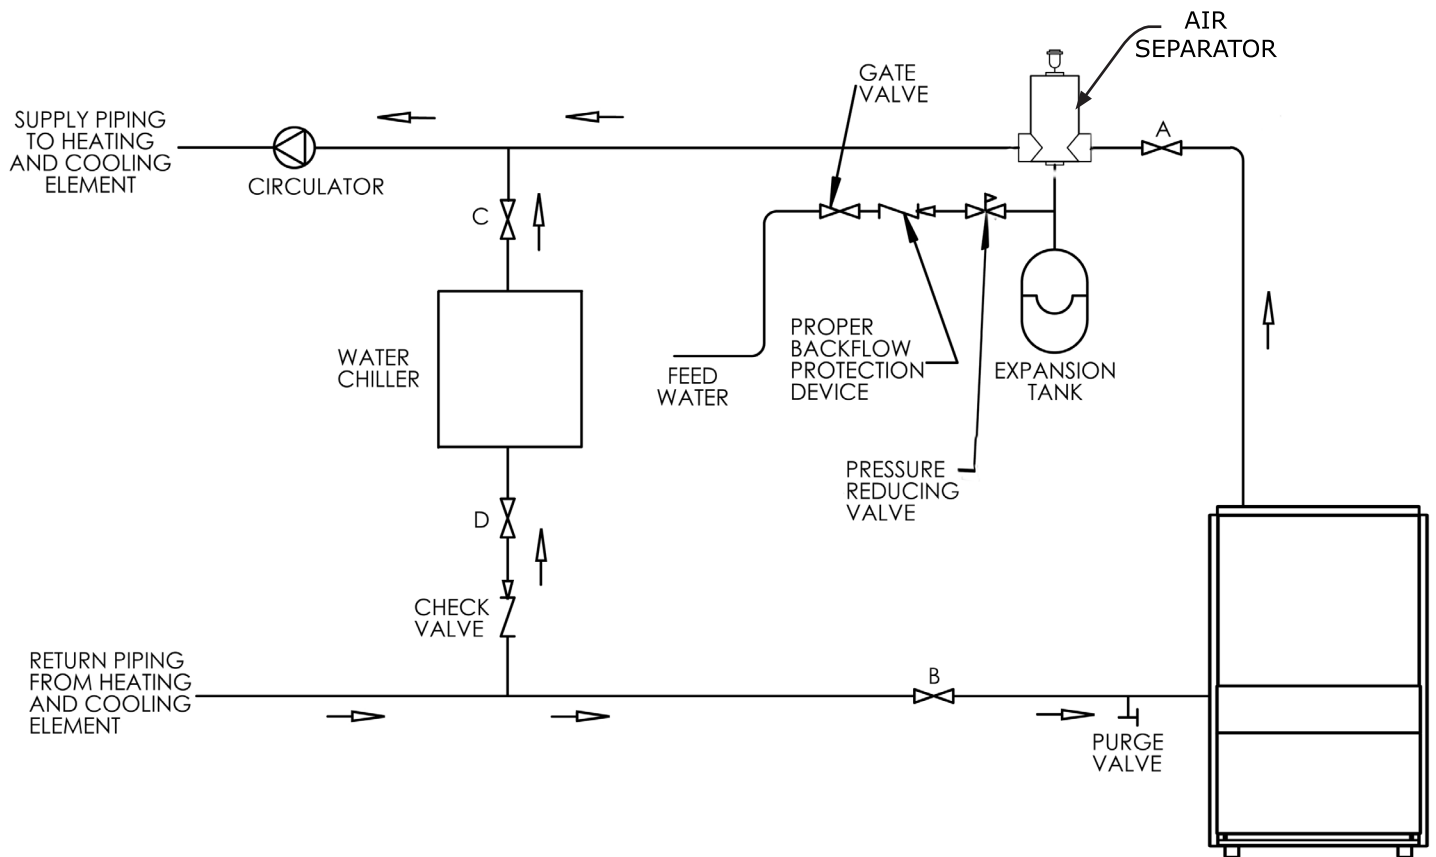 AIR
SEPARATOR
GATE
VALVE
SUPPLY PIPING
TO HEATING
AND COOLING
ELEMENT
CIRCULATOR
A
C
WATER
CHILLER
FEED
WATER
PROPER
BACKFLOW
PROTECTION
DEVICE
EXPANSION
TANK
PRESSURE
REDUCING
VALVE
D
CHECK
VALVE
RETURN PIPING
FROM HEATING
AND COOLING
ELEMENT
B
PURGE
VALVE